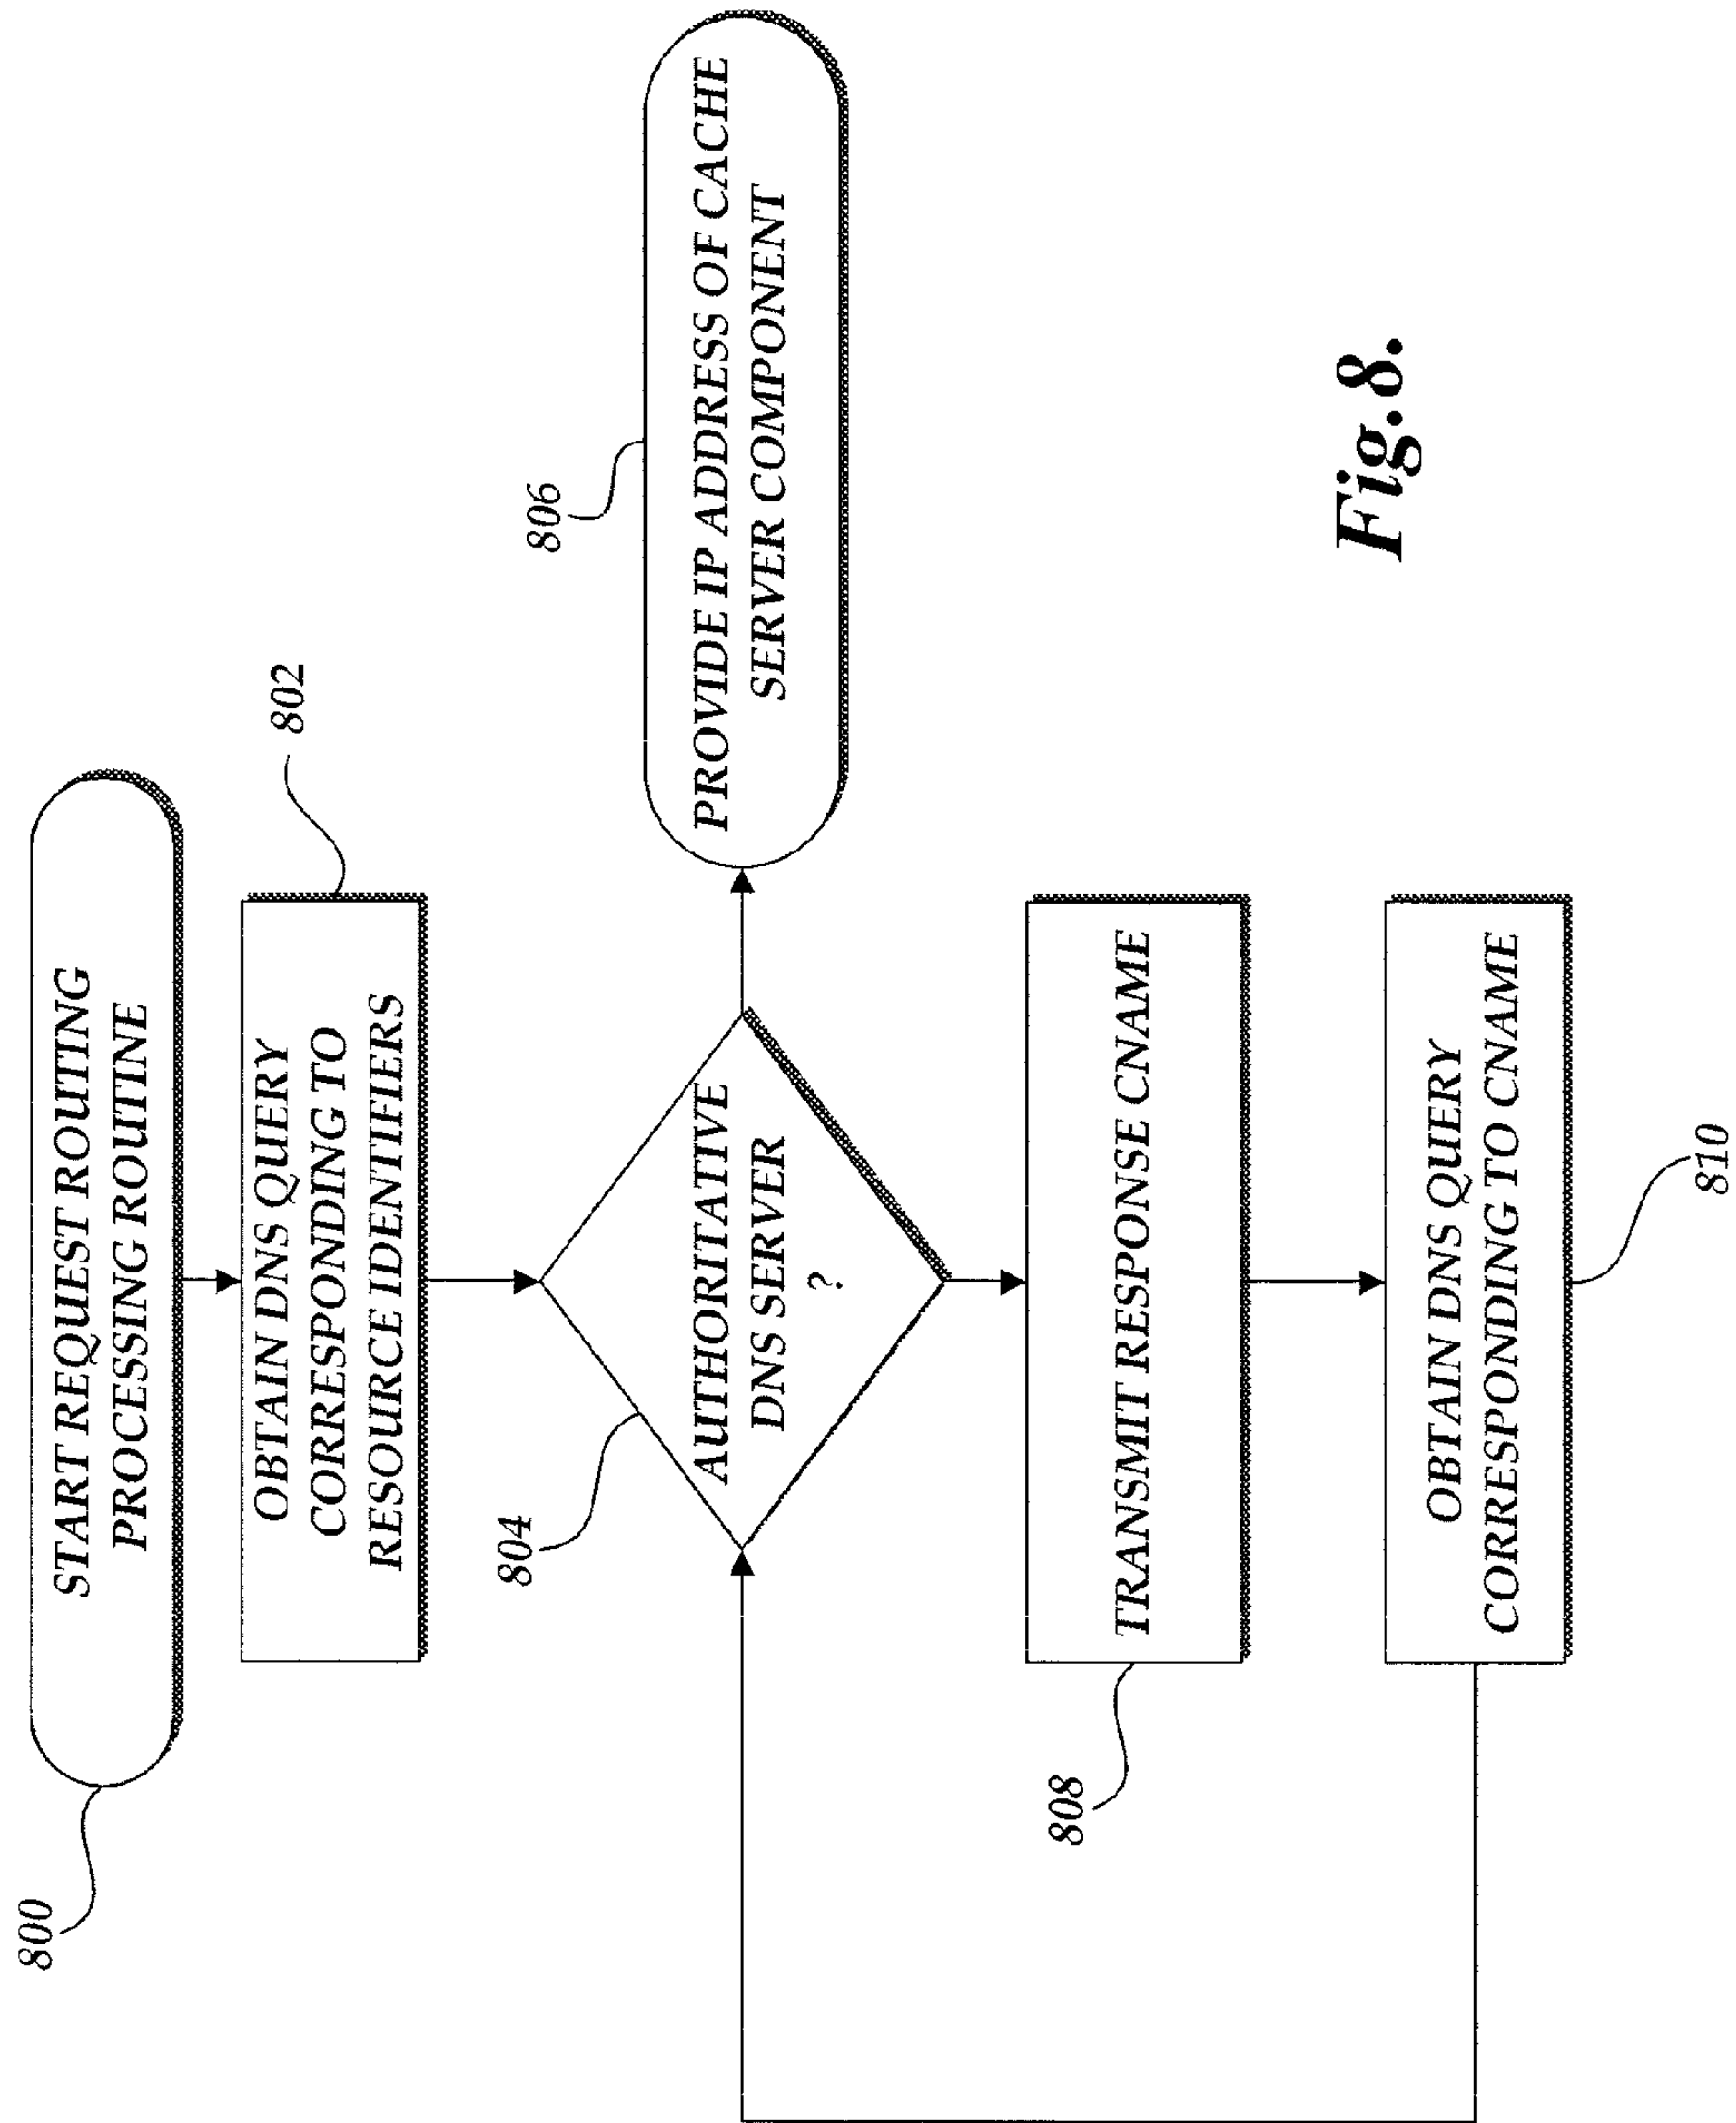 800
START REQUEST ROUTING
PROCESSING ROUTINE
802
OBTAIN DNS QUERY
CORRESPONDING TO
RESOURCE IDENTIFIERS
804
AUTHORITATIVE
DNS SERVER
?
806
PROVIDE IP ADDRESS OF CACHE
SERVER COMPONENT
808
TRANSMIT RESPONSE CNAME
OBTAIN DNS QUERY
CORRESPONDING TO CNAME
810
Fig.8.